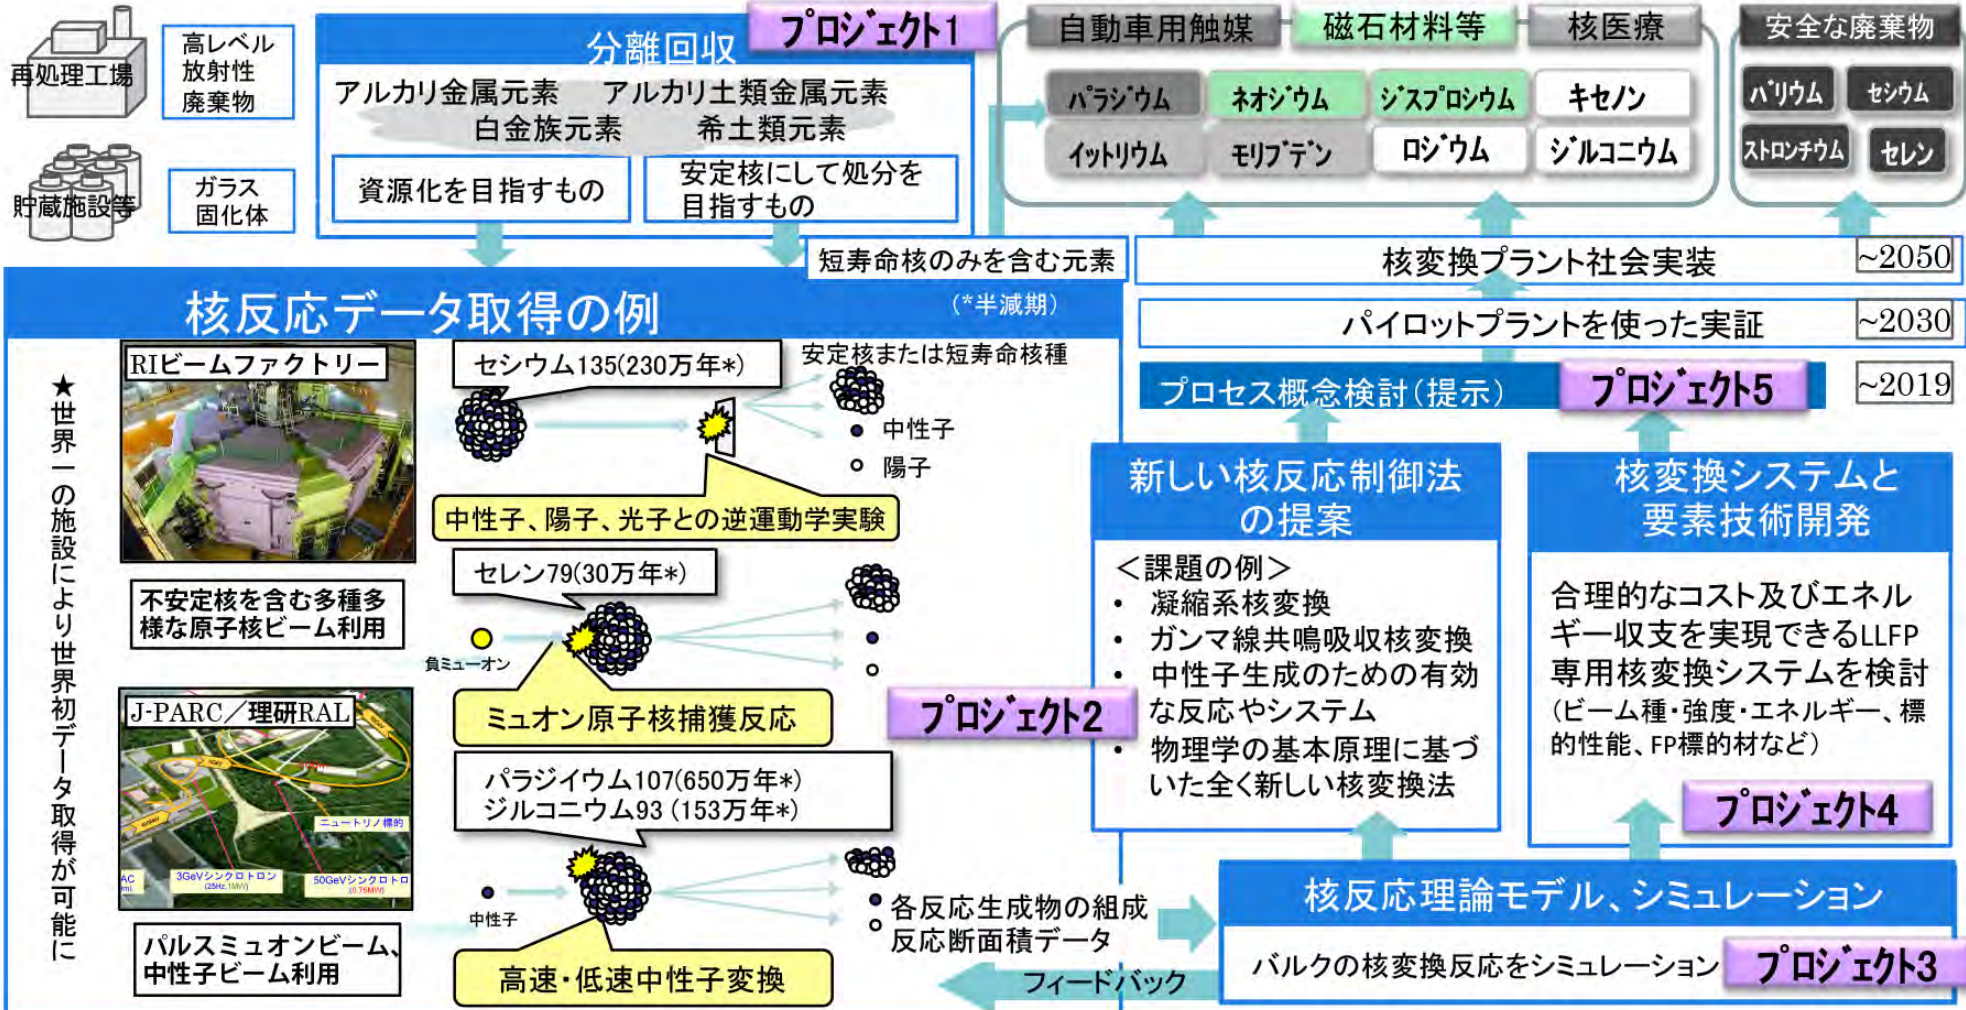 再処理工場
高レベル
放射性
廃棄物
貯蔵施設等
ガラス
固化体
分離回収
プロジェクト1
アルカリ金属元素　アルカリ土類金属元素
白金族元素　希土類元素
資源化を目指すもの
安定核にして処分を
目指すもの
短寿命核のみを含む元素
自動車用触媒
磁石材料等
核医療
パラジウム
ネオジウム
ジスプロシウム
キセノン
イットリウム
モリブデン
ロジウム
ジルコニウム
安全な廃棄物
バリウム
セシウム
ストロンチウム
セレン
核変換プラント社会実装
~2050
パイロットプラントを使った実証
~2030
プロセス概念検討(提示)
プロジェクト5
~2019
核反応データ取得の例
(*半減期)
★世界一の施設により世界初データ取得が可能に
RIビームファクトリー
不安定核を含む多種多
様な原子核ビーム利用
J-PARC／理研RAL
ニュートリノ標的
3GeVシンクロトロン
(25Hz,1MW)
50GeVシンクロトロ
(0.75MW)
パルスミュオンビーム、
中性子ビーム利用
セシウム135(230万年*)
安定核または短寿命核種
中性子
陽子
中性子、陽子、光子との逆運動学実験
セレン79(30万年*)
負ミューオン
ミュオン原子核捕獲反応
プロジェクト2
パラジイウム107(650万年*)
ジルコニウム93 (153万年*)
中性子
高速・低速中性子変換
各反応生成物の組成
反応断面積データ
フィードバック
新しい核反応制御法
の提案
＜課題の例＞
• 凝縮系核変換
• ガンマ線共鳴吸収核変換
• 中性子生成のための有効
な反応やシステム
• 物理学の基本原理に基づ
いた全く新しい核変換法
核変換システムと
要素技術開発
合理的なコスト及びエネル
ギー収支を実現できるLLFP
専用核変換システムを検討
(ビーム種・強度・エネルギー、標
的性能、FP標的材など)
プロジェクト4
核反応理論モデル、シミュレーション
バルクの核変換反応をシミュレーション
プロジェクト3